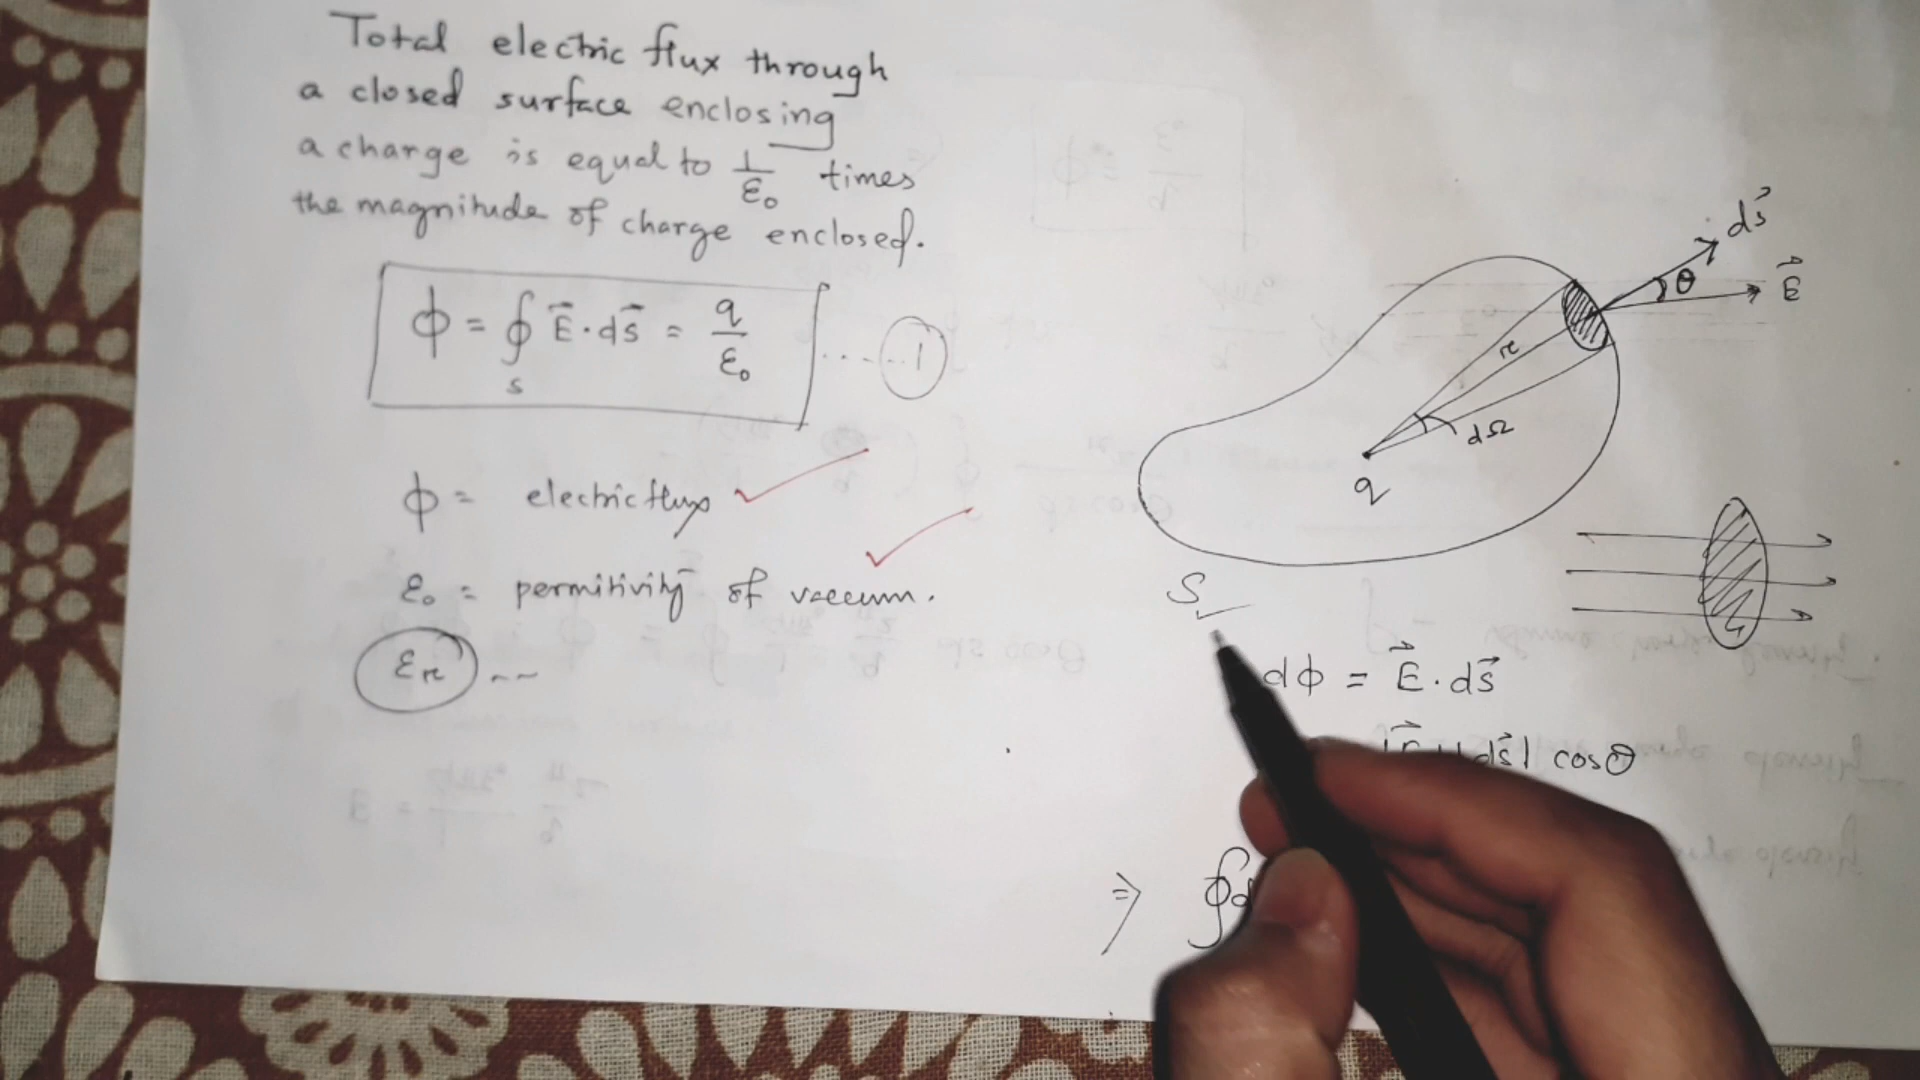 Total electric flux through
a closed surface enclosing
a charge is equal to 1/ε₀ times
the magnitude of charge enclosed.
ϕ = ∮ₛ E⃗ · ds⃗ = q/ε₀ ..... 1
ϕ = electric flux
ε₀ = permitivity of vaccum.
εr --
ds⃗
θ
E⃗
r
dΩ
q
S
dϕ = E⃗ · ds⃗
ds⃗| cosθ
⇒ ∮d